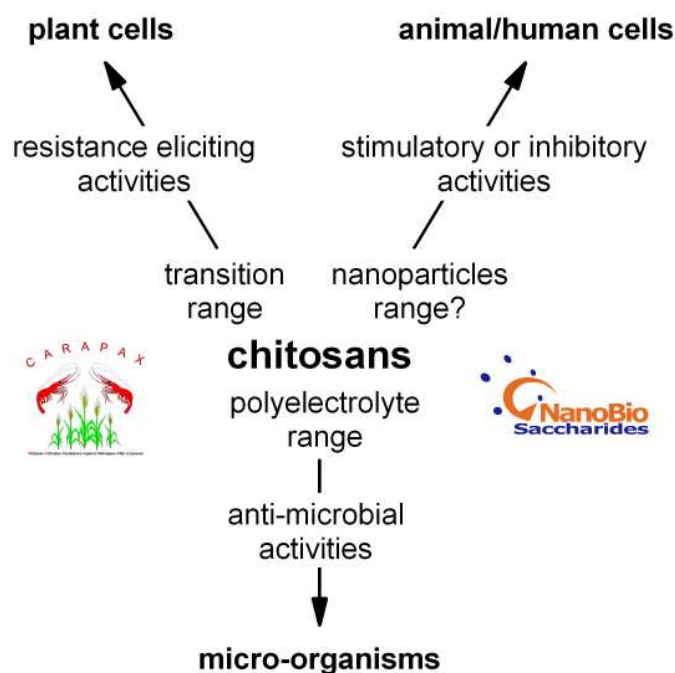 plant cells
animal/human cells
resistance eliciting
activities
stimulatory or inhibitory
activities
transition
range
nanoparticles
range?
chitosans
CARAPAX
polyelectrolyte
range
NanoBio
Saccharides
anti-microbial
activities
micro-organisms